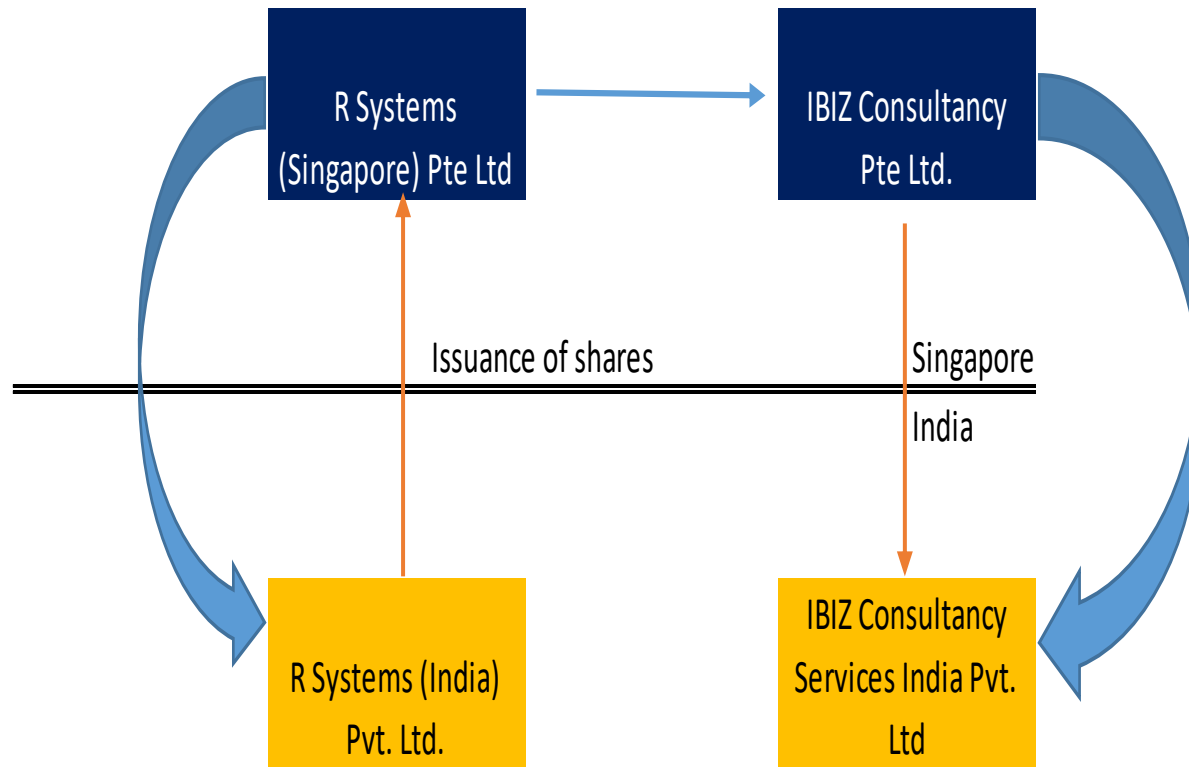 R Systems
(Singapore) Pte Ltd
IBIZ Consultancy
Pte Ltd.
Issuance of shares
Singapore
India
R Systems (India)
Pvt. Ltd.
IBIZ Consultancy
Services India Pvt.
Ltd